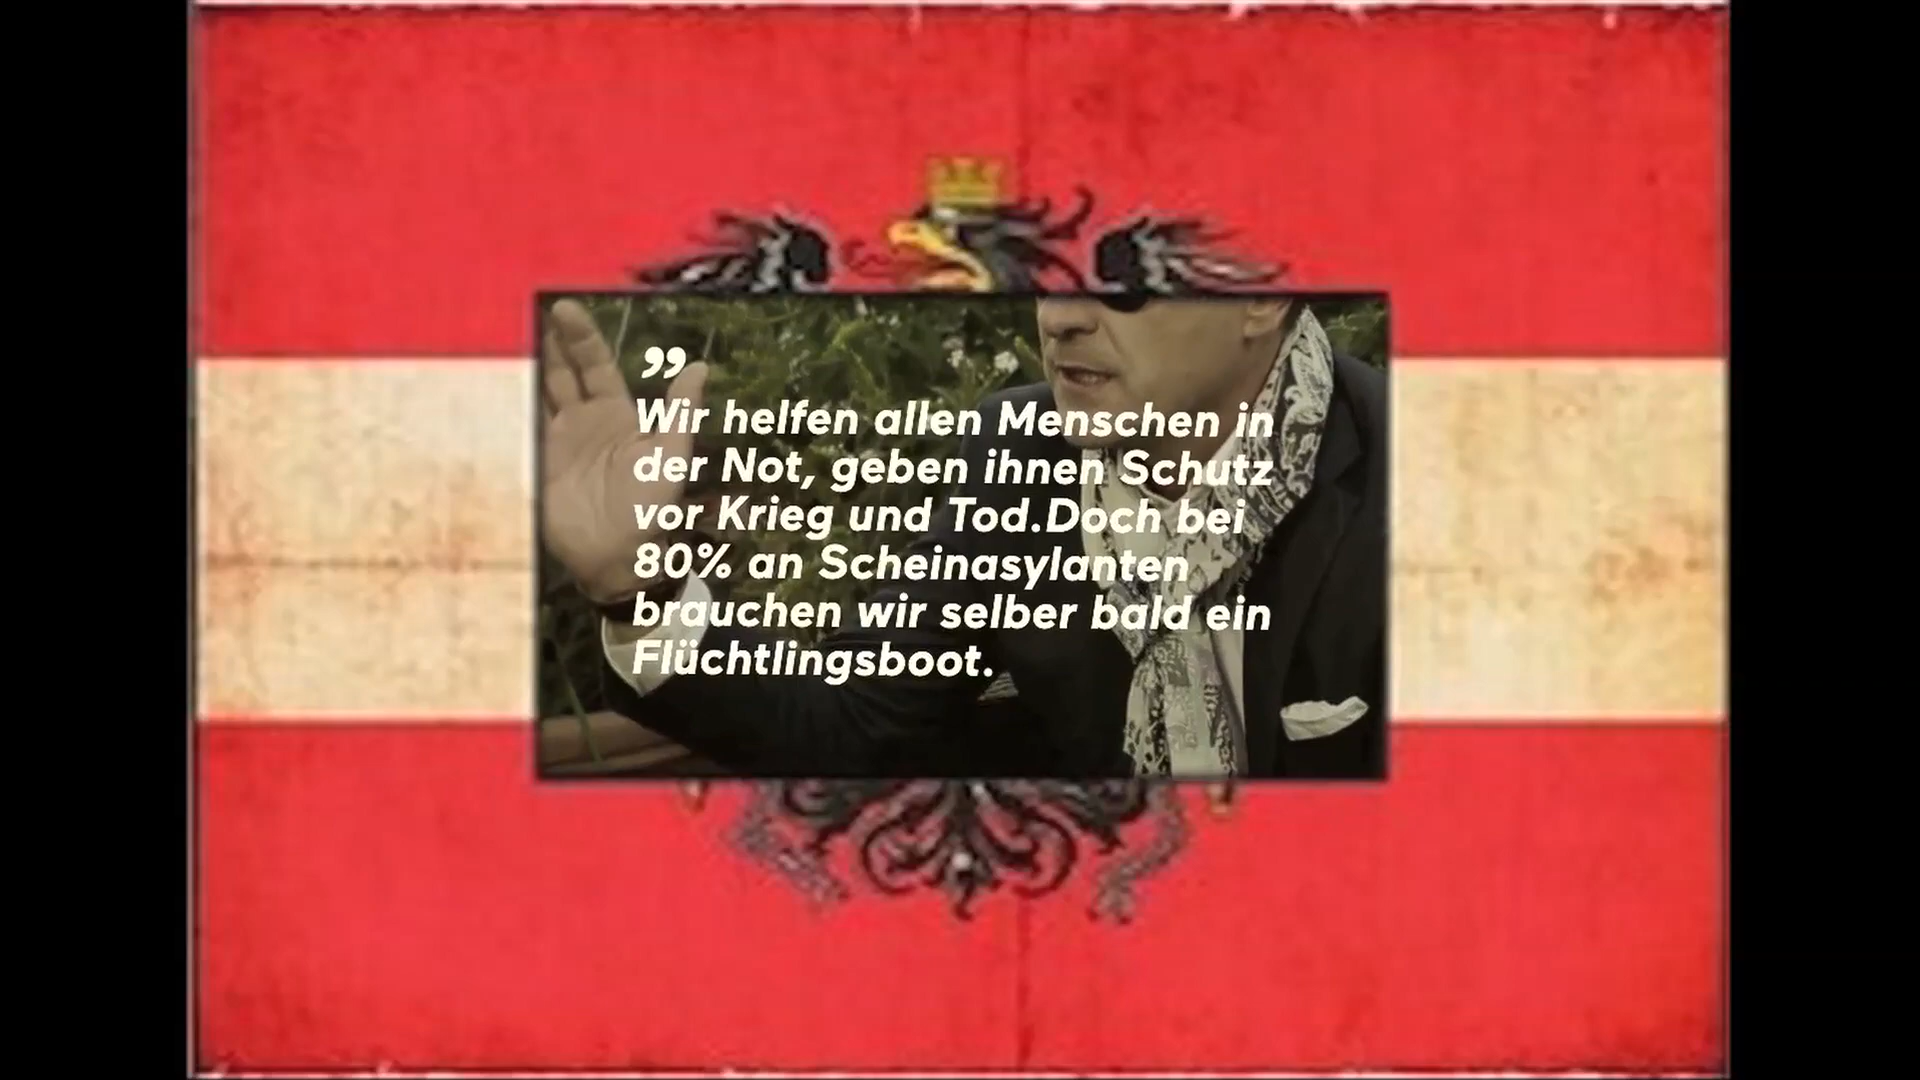 ”
Wir helfen allen Menschen in
der Not, geben ihnen Schutz
vor Krieg und Tod.Doch bei
80% an Scheinasylanten
brauchen wir selber bald ein
Flüchtlingsboot.